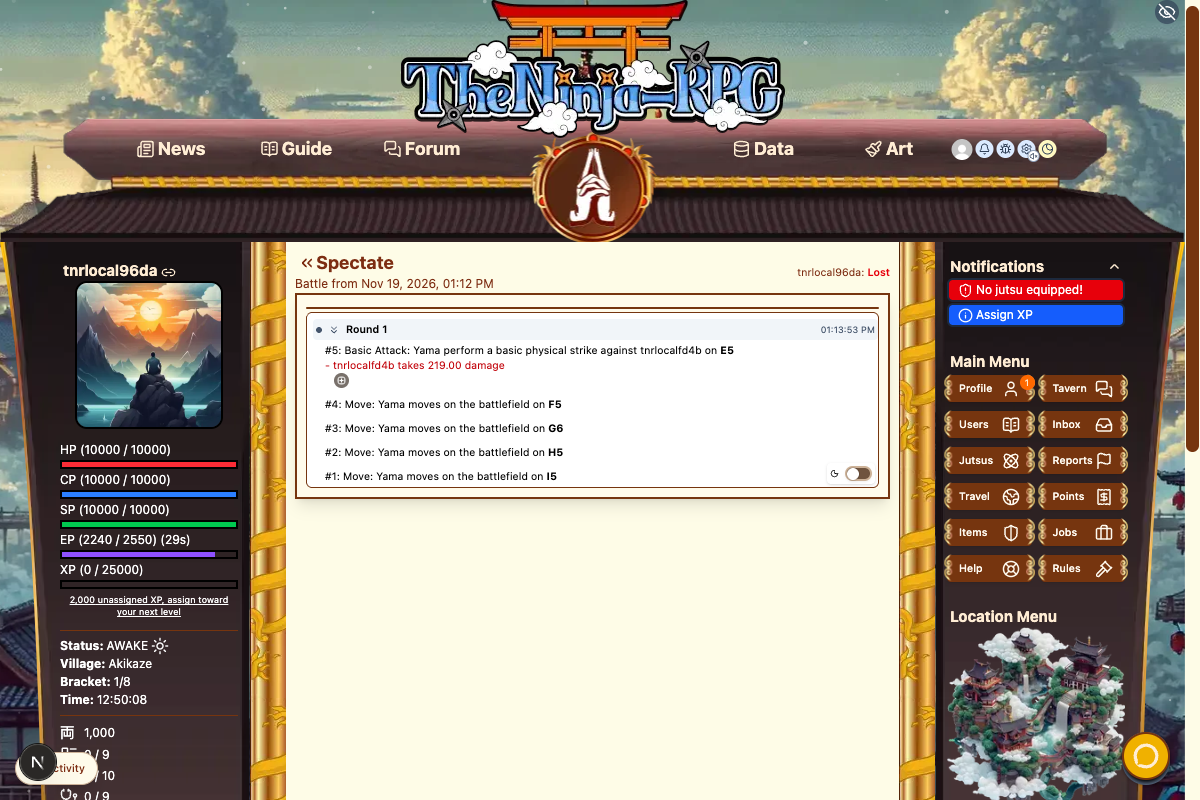 TheNinja-RPG
News
Guide
Forum
Data
Art
tnrlocal96da
HP (10000 / 10000)
CP (10000 / 10000)
SP (10000 / 10000)
EP (2240 / 2550) (29s)
XP (0 / 25000)
2,000 unassigned XP, assign toward
your next level
Status: AWAKE
Village: Akikaze
Bracket: 1/8
Time: 12:50:08
両 1,000
0 / 9
/ 10
0 / 9
N
ctivity
Spectate
Battle from Nov 19, 2026, 01:12 PM
tnrlocal96da: Lost
Round 1
01:13:53 PM
#5: Basic Attack: Yama perform a basic physical strike against tnrlocalfd4b on E5
- tnrlocalfd4b takes 219.00 damage
#4: Move: Yama moves on the battlefield on F5
#3: Move: Yama moves on the battlefield on G6
#2: Move: Yama moves on the battlefield on H5
#1: Move: Yama moves on the battlefield on I5
Notifications
No jutsu equipped!
Assign XP
Main Menu
Profile 1
Tavern
Users
Inbox
Jutsus
Reports
Travel
Points
Items
Jobs
Help
Rules
Location Menu